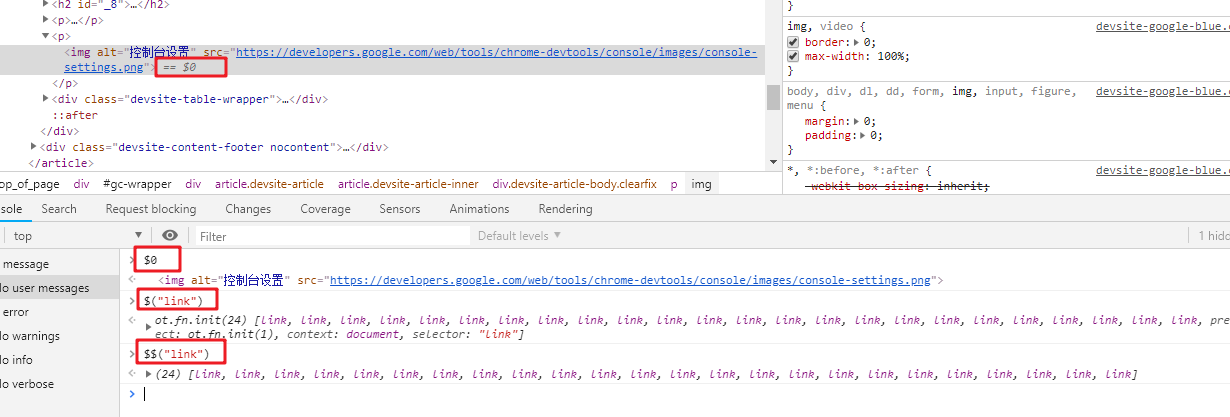 <h2 id="_8">…</h2>
<p>…</p>
<p>
<img alt="控制台设置" src="https://developers.google.com/web/tools/chrome-devtools/console/images/console-
settings.png"> == $0
</p>
<div class="devsite-table-wrapper">…</div>
::after
</div>
<div class="devsite-content-footer nocontent">…</div>
</article>
op_of_page div #gc-wrapper div article.devsite-article article.devsite-article-inner div.devsite-article-body.clearfix p img
}
img, video { devsite-google-blue.c
border: 0;
max-width: 100%;
}
body, div, dl, dd, form, img, input, figure, devsite-google-blue.c
menu {
margin: 0;
padding: 0;
}
*, *:before, *:after { devsite-google-blue.c
-webkit-box-sizing: inherit;
sole Search Request blocking Changes Coverage Sensors Animations Rendering
top Filter Default levels ▼ 1 hidd
message
lo user messages
error
lo warnings
lo info
lo verbose
> $0
<img alt="控制台设置" src="https://developers.google.com/web/tools/chrome-devtools/console/images/console-settings.png">
> $("link")
ot.fn.init(24) [link, link, link, link, link, link, link, link, link, link, link, link, link, link, link, link, link, link, link, link, link, link, link, link, pre
ect: ot.fn.init(1), context: document, selector: "link"]
> $$("link")
(24) [link, link, link, link, link, link, link, link, link, link, link, link, link, link, link, link, link, link, link, link, link, link, link, link]
>